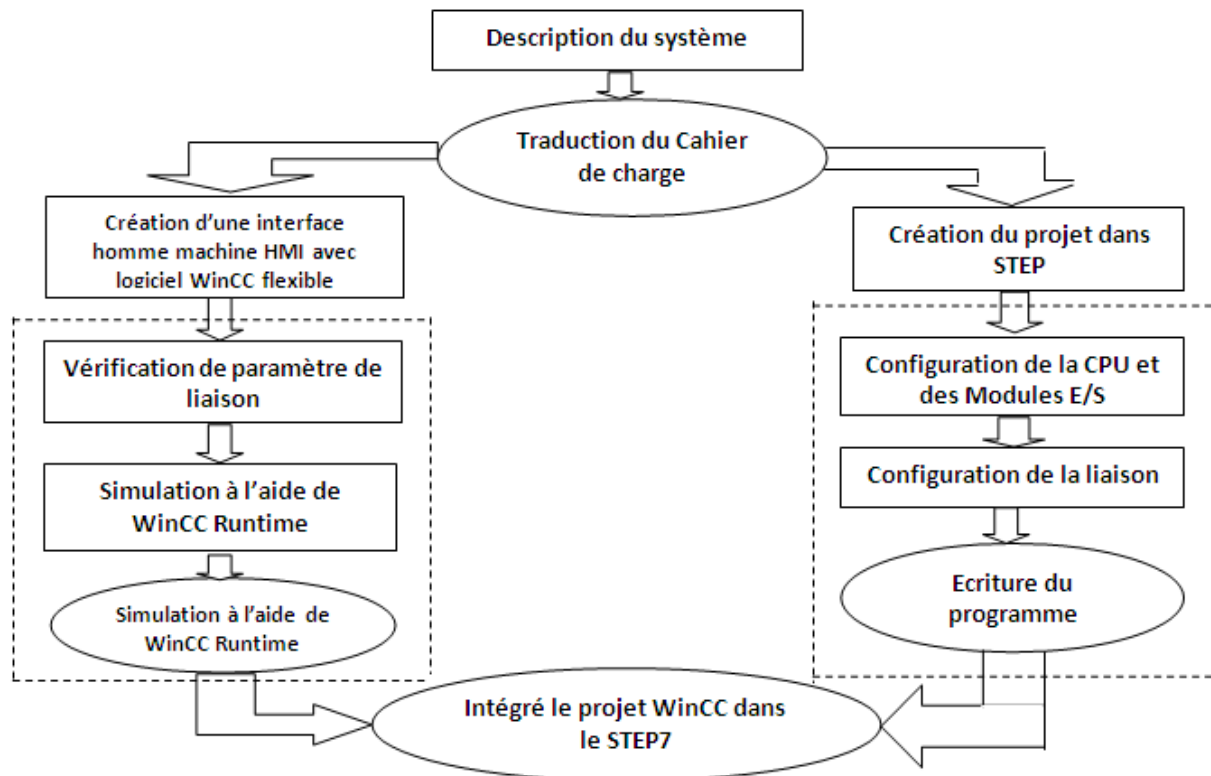 Description du système
Traduction du Cahier
de charge
Création d’une interface
homme machine HMI avec
logiciel WinCC flexible
Vérification de paramètre de
liaison
Simulation à l’aide de
WinCC Runtime
Simulation à l’aide de
WinCC Runtime
Création du projet dans
STEP
Configuration de la CPU et
des Modules E/S
Configuration de la liaison
Ecriture du
programme
Intégré le projet WinCC dans
le STEP7